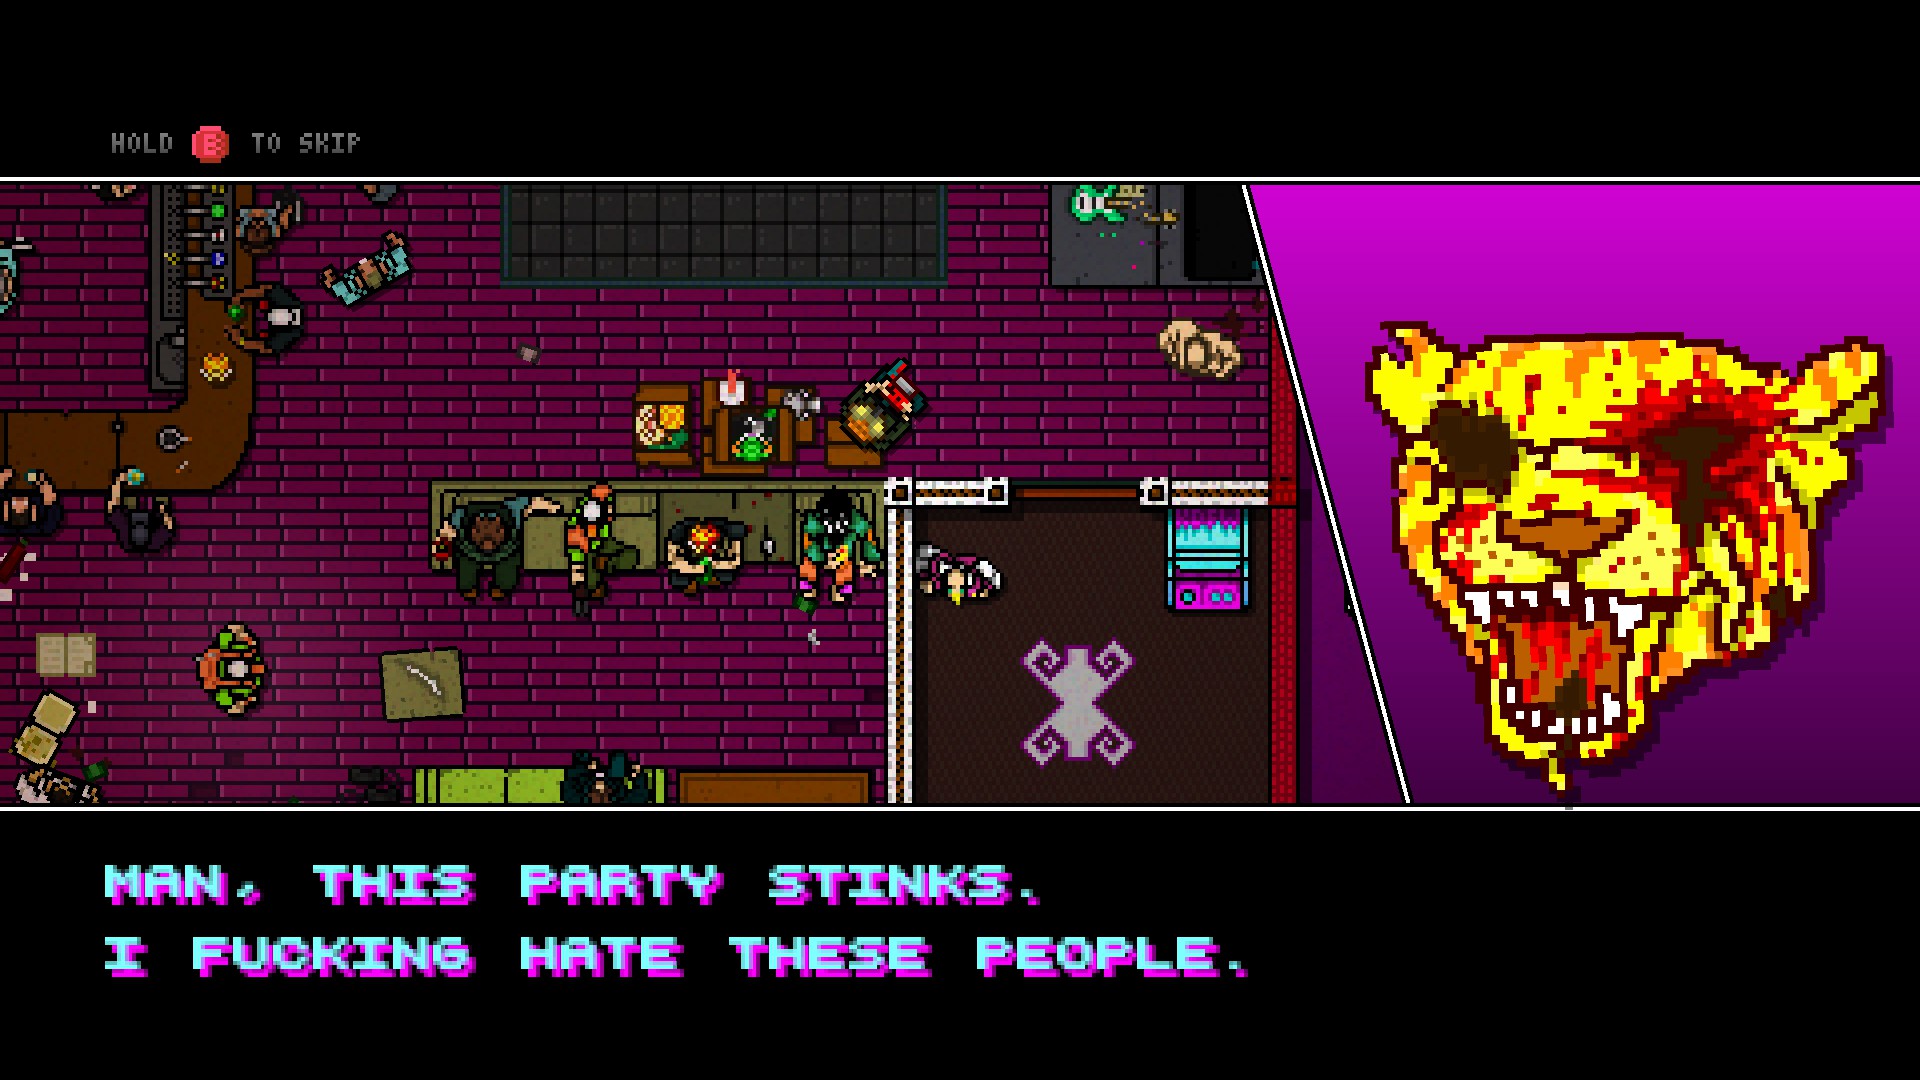 HOLD B TO SKIP
MAN, THIS PARTY STINKS.
I FUCKING HATE THESE PEOPLE.